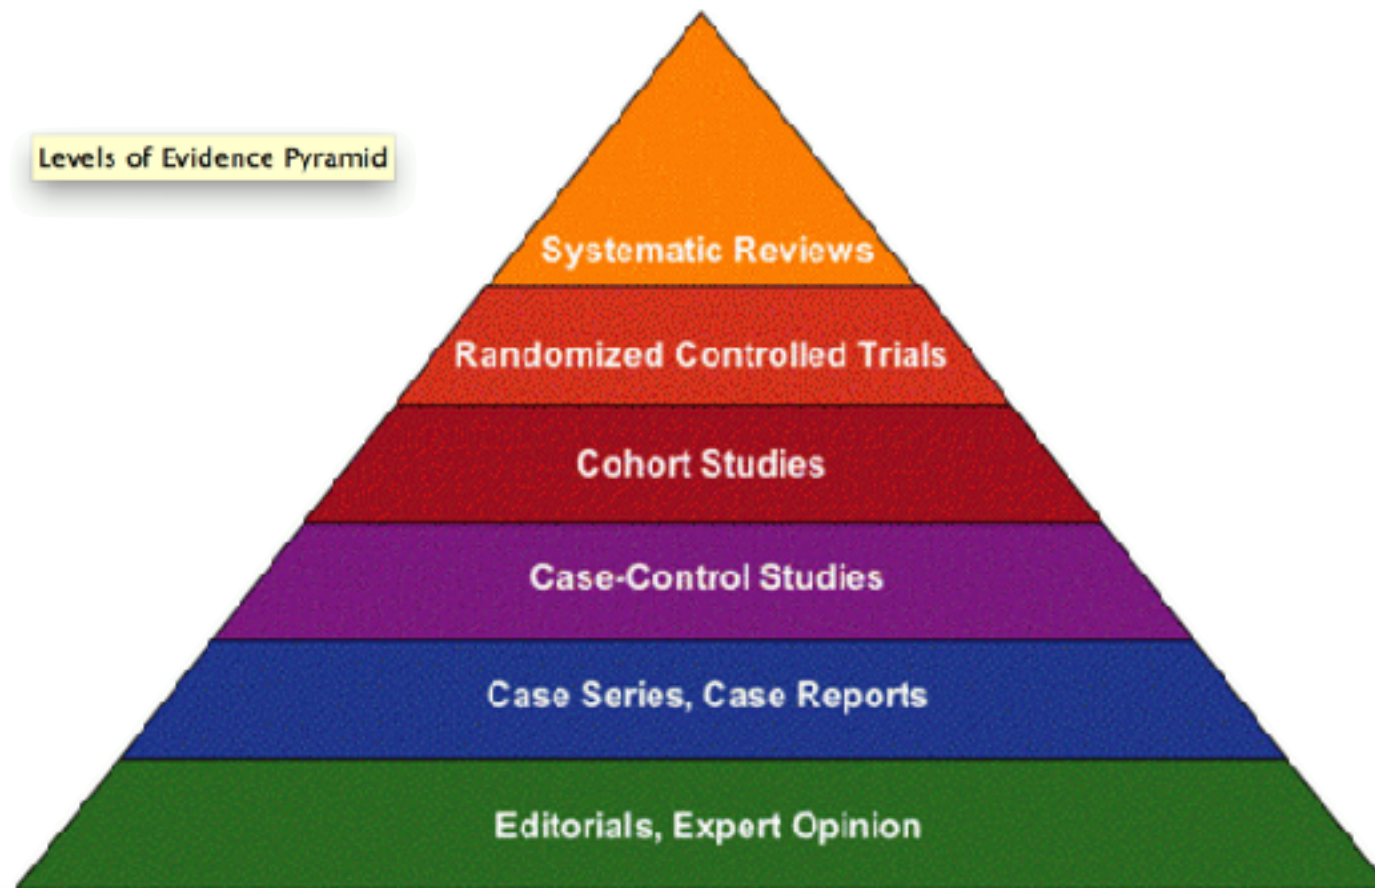 Levels of Evidence Pyramid
Systematic Reviews
Randomized Controlled Trials
Cohort Studies
Case-Control Studies
Case Series, Case Reports
Editorials, Expert Opinion